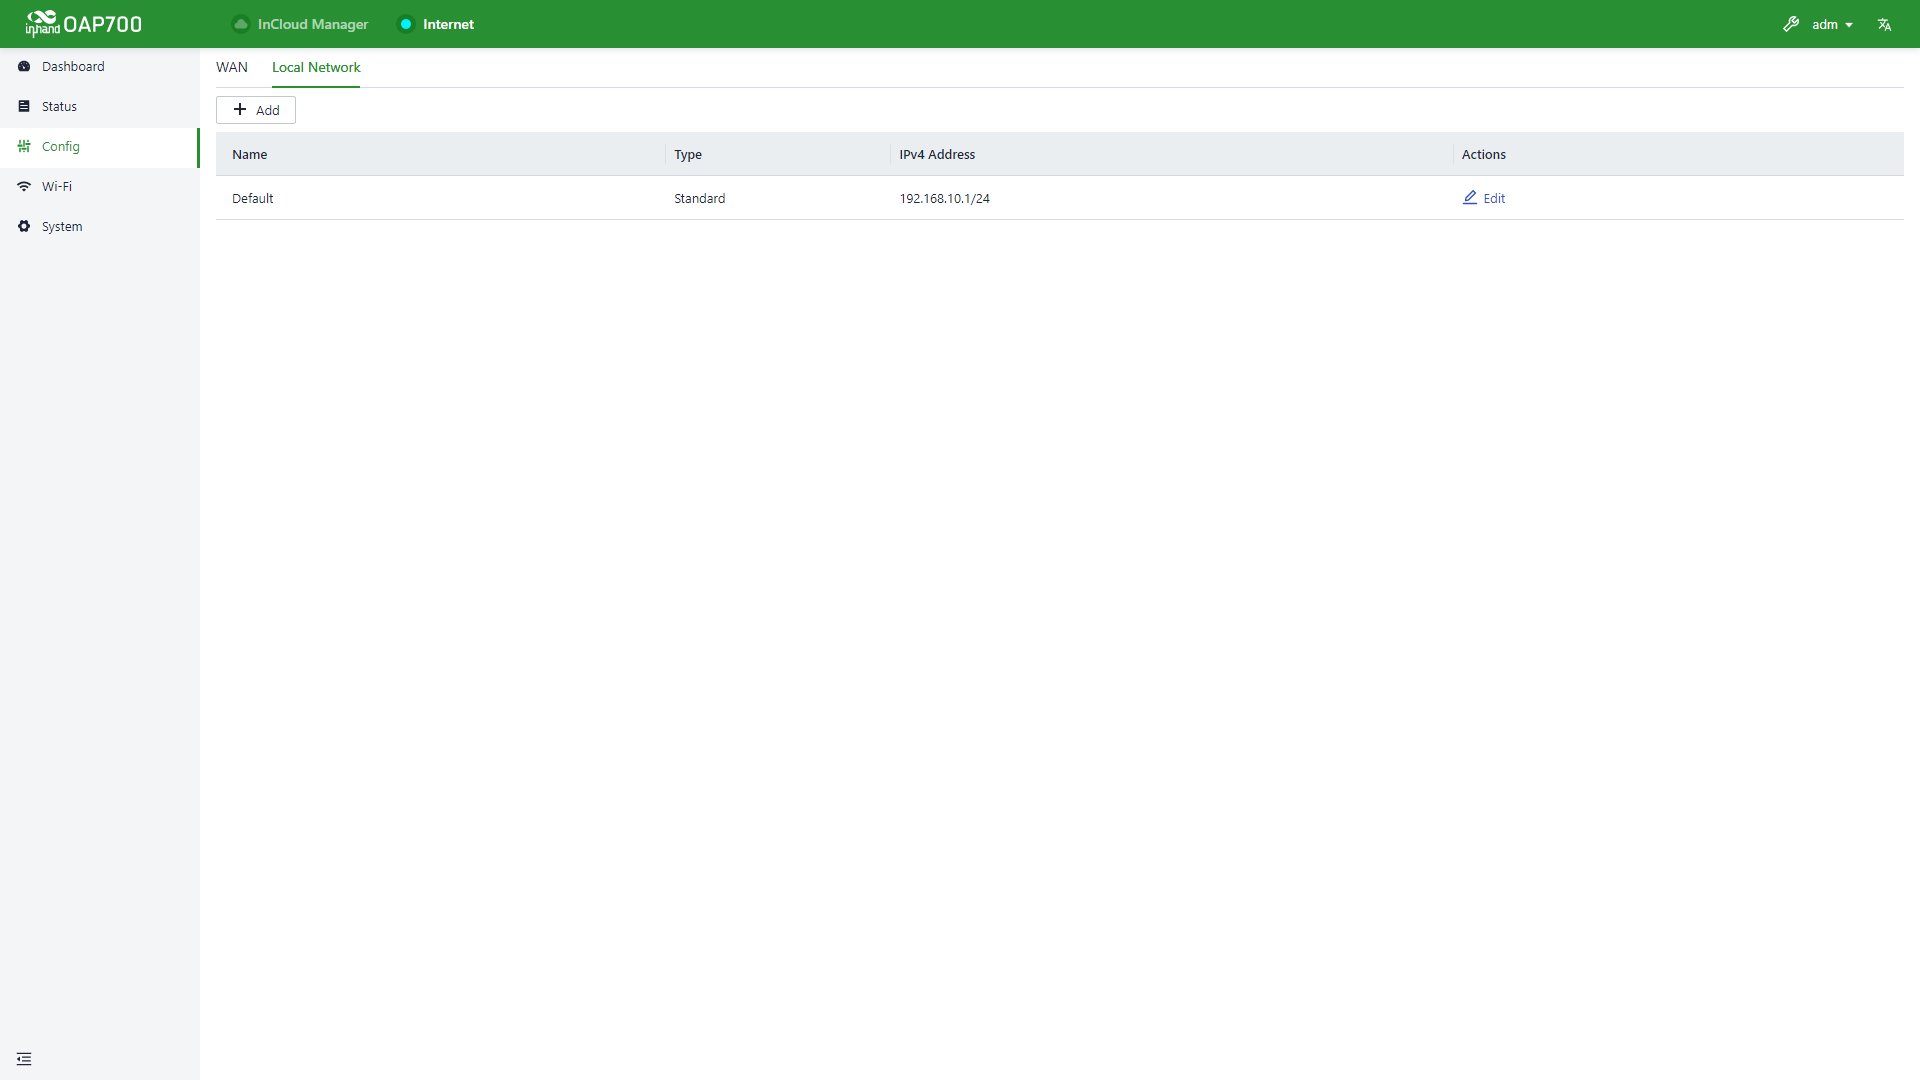 inhand OAP700
InCloud Manager
Internet
adm
Dashboard
Status
Config
Wi-Fi
System
WAN
Local Network
Add
Name Type IPv4 Address Actions
Default Standard 192.168.10.1/24 Edit